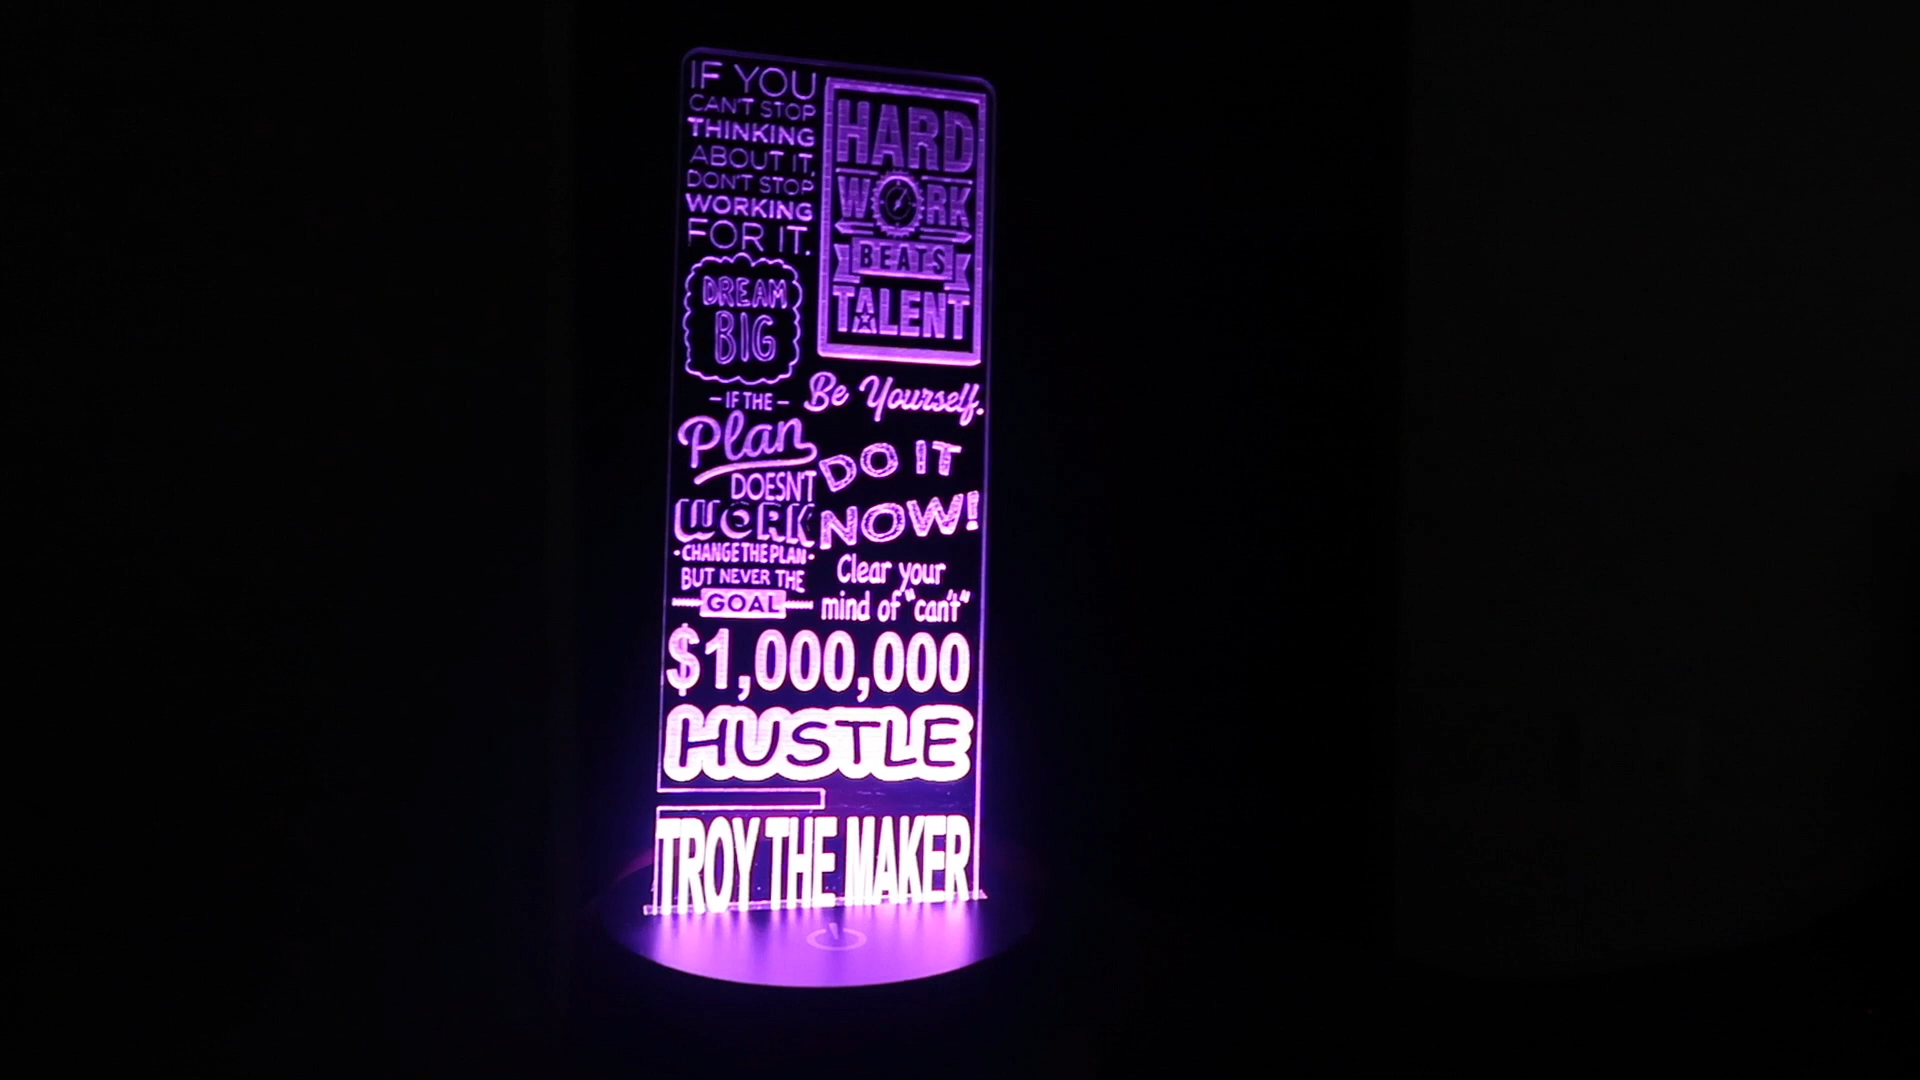 IF YOU
CAN'T STOP
THINKING
ABOUT IT,
DON'T STOP
WORKING
FOR IT.
HARD
WORK
BEATS
TALENT
DREAM
BIG
Be Yourself.
- IF THE -
Plan
DOESN'T
WORK
- CHANGE THE PLAN -
BUT NEVER THE
GOAL
DO IT
NOW!
Clear your
mind of "can't"
$1,000,000
HUSTLE
TROY THE MAKER